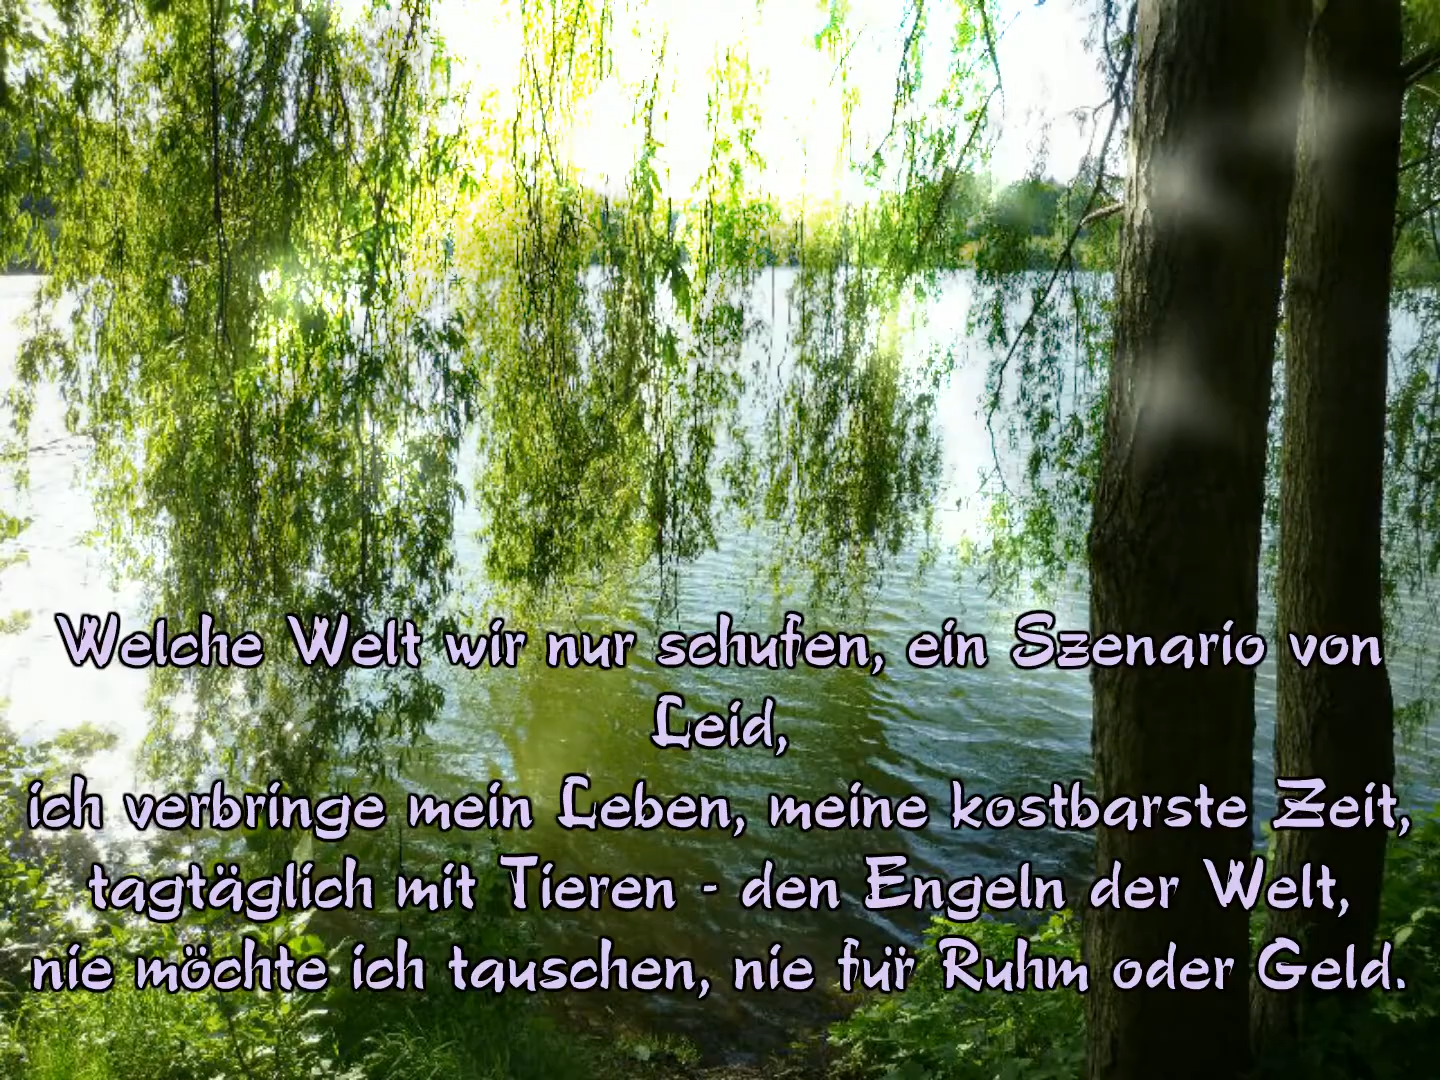 Welche Welt wir nur schufen, ein Szenario von
Leid,
ich verbringe mein Leben, meine kostbarste Zeit,
tagtäglich mit Tieren - den Engeln der Welt,
nie möchte ich tauschen, nie für Ruhm oder Geld.